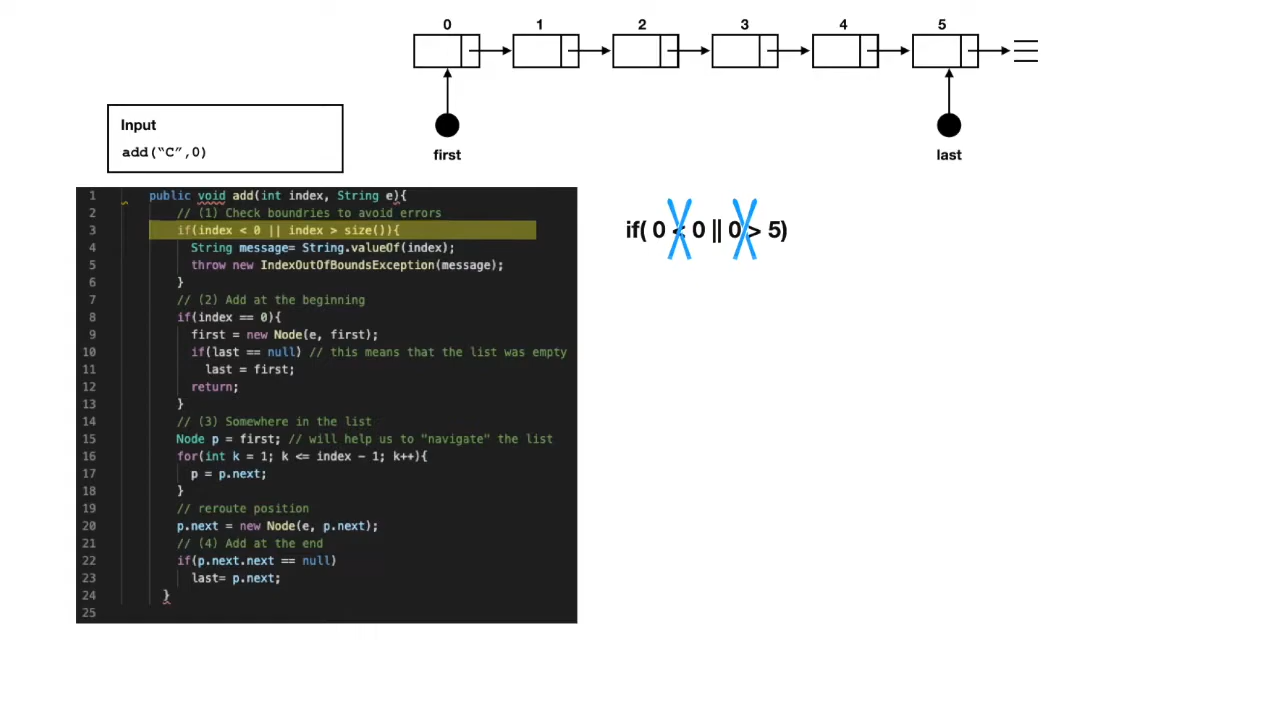 0 1 2 3 4 5
Input
add(“C”,0)
first
last
1 public void add(int index, String e){
2 // (1) Check boundries to avoid errors
3 if(index < 0 || index > size()){
4 String message= String.valueOf(index);
5 throw new IndexOutOfBoundsException(message);
6 }
7 // (2) Add at the beginning
8 if(index == 0){
9 first = new Node(e, first);
10 if(last == null) // this means that the list was empty
11 last = first;
12 return;
13 }
14 // (3) Somewhere in the list
15 Node p = first; // will help us to "navigate" the list
16 for(int k = 1; k <= index - 1; k++){
17 p = p.next;
18 }
19 // reroute position
20 p.next = new Node(e, p.next);
21 // (4) Add at the end
22 if(p.next.next == null)
23 last= p.next;
24 }
25
if( 0 < 0 || 0 > 5)